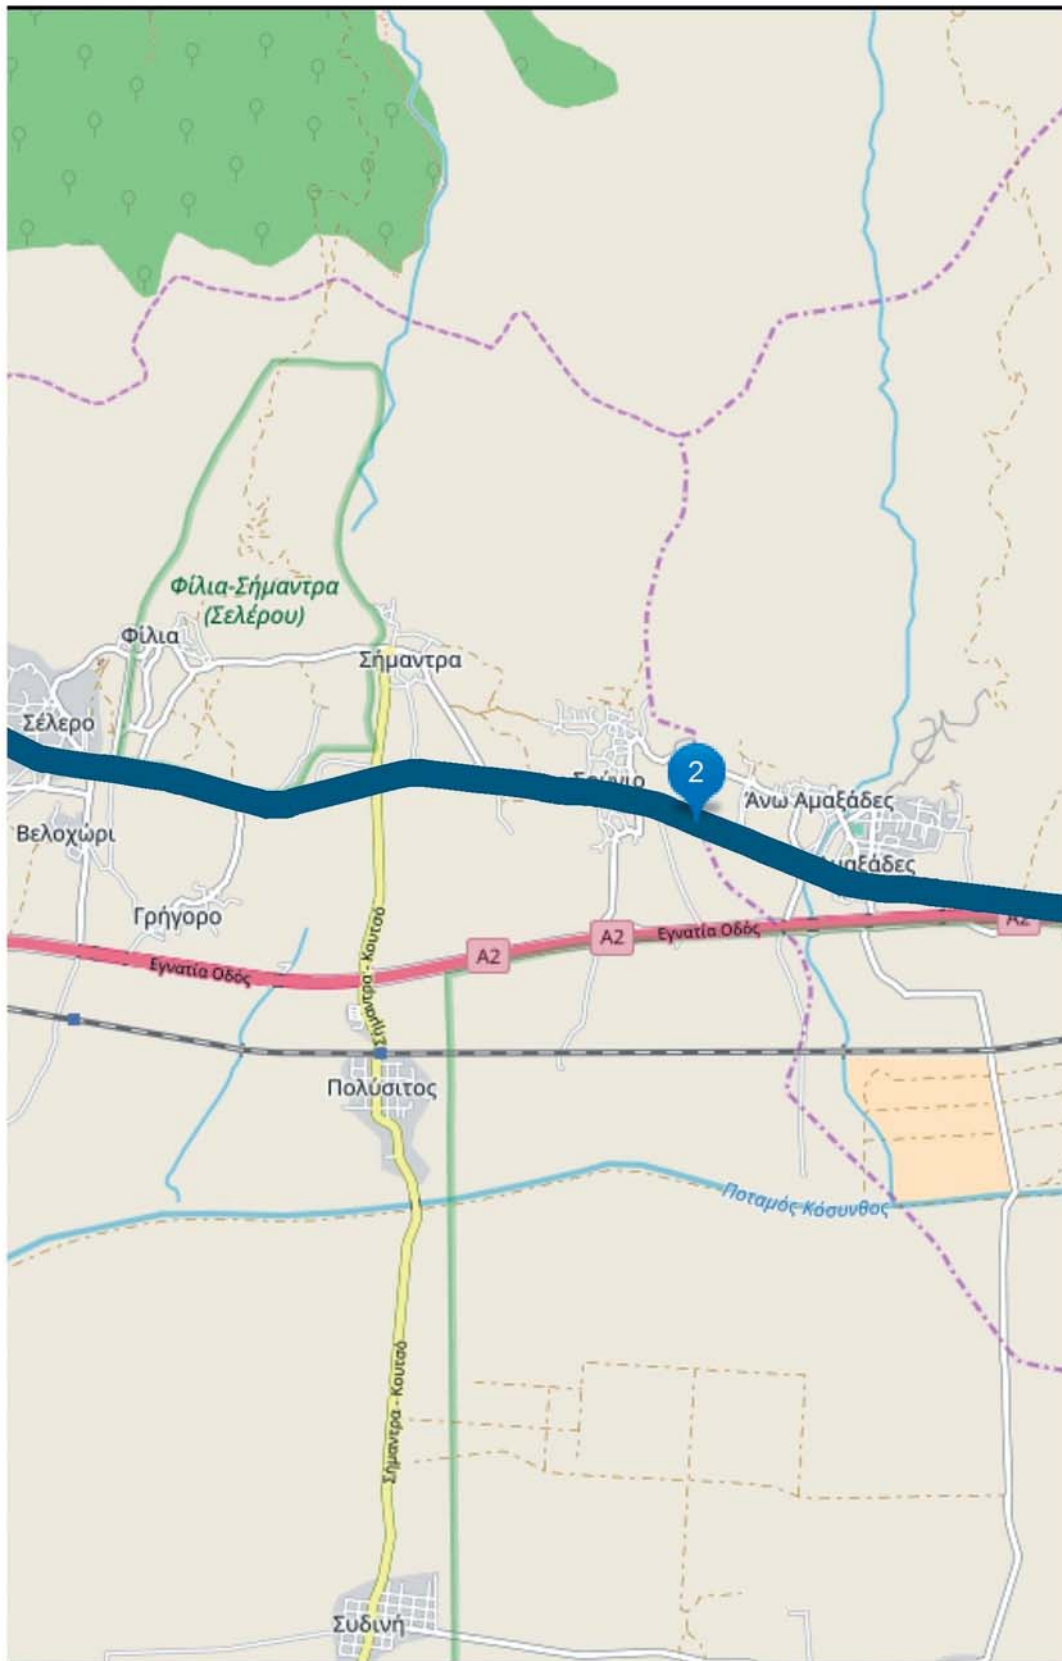 Φίλια-Σήμαντρα
(Σελέρου)
Φίλια
Σήμαντρα
Σέλερο
2
Άνω Αμαξάδες
Βελοχώρι
Γρήγορο
A2
A2
Εγνατία Οδός
A2
Εγνατία Οδός
Σήμαντρα - Κουτσό
Πολύσιτος
Ποταμός Κόσυνθος
Σήμαντρα - Κουτσό
Συδινή